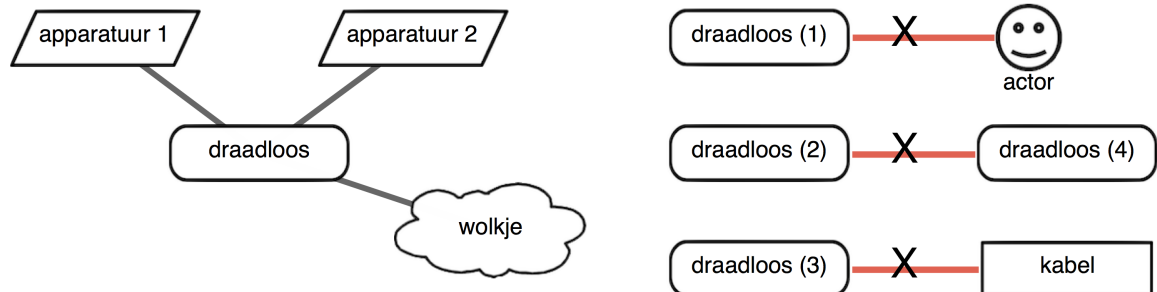 apparatuur 1
apparatuur 2
draadloos
wolkje
draadloos (1)
X
actor
draadloos (2)
X
draadloos (4)
draadloos (3)
X
kabel